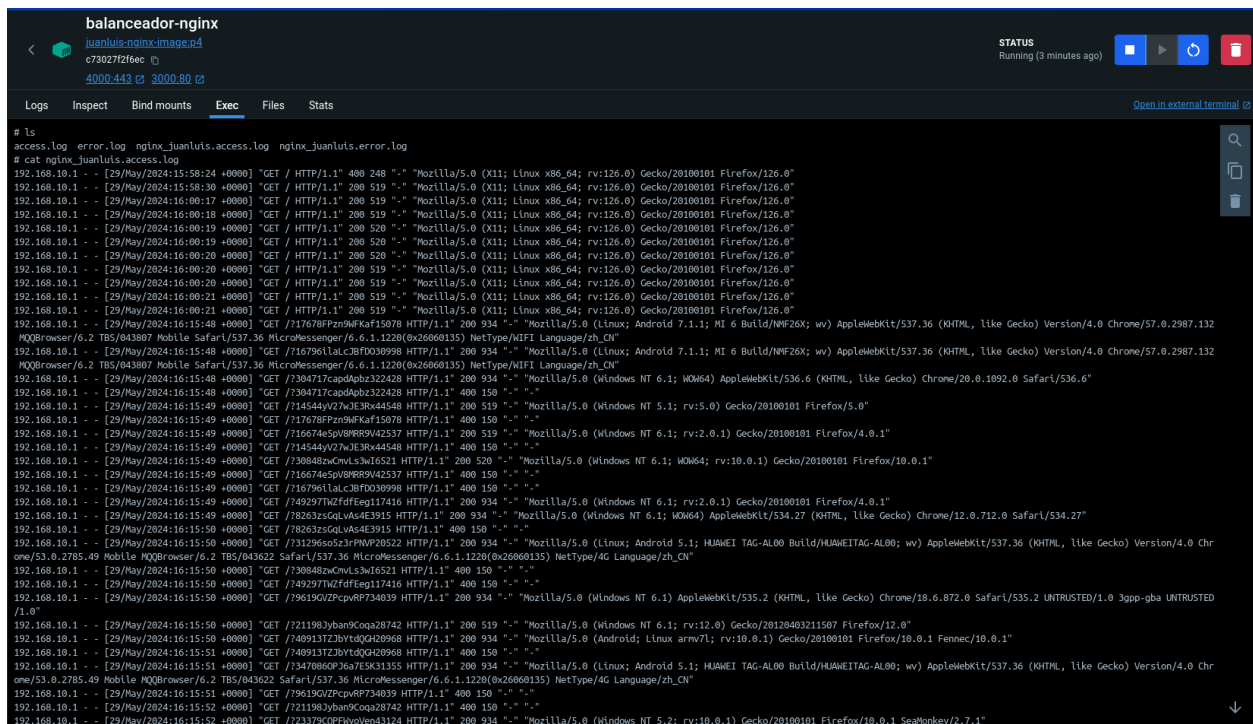 balanceador-nginx
juanluis-nginx-image:p4
c73027f2f6ec
4000:443 3000:80
STATUS
Running (3 minutes ago)
Logs Inspect Bind mounts Exec Files Stats
Open in external terminal
# ls
access.log error.log nginx_juanluis.access.log nginx_juanluis.error.log
# cat nginx_juanluis.access.log
192.168.10.1 - - [29/May/2024:15:58:24 +0000] "GET / HTTP/1.1" 400 248 "-" "Mozilla/5.0 (X11; Linux x86_64; rv:126.0) Gecko/20100101 Firefox/126.0"
192.168.10.1 - - [29/May/2024:15:58:30 +0000] "GET / HTTP/1.1" 200 519 "-" "Mozilla/5.0 (X11; Linux x86_64; rv:126.0) Gecko/20100101 Firefox/126.0"
192.168.10.1 - - [29/May/2024:16:00:17 +0000] "GET / HTTP/1.1" 200 519 "-" "Mozilla/5.0 (X11; Linux x86_64; rv:126.0) Gecko/20100101 Firefox/126.0"
192.168.10.1 - - [29/May/2024:16:00:18 +0000] "GET / HTTP/1.1" 200 519 "-" "Mozilla/5.0 (X11; Linux x86_64; rv:126.0) Gecko/20100101 Firefox/126.0"
192.168.10.1 - - [29/May/2024:16:00:19 +0000] "GET / HTTP/1.1" 200 520 "-" "Mozilla/5.0 (X11; Linux x86_64; rv:126.0) Gecko/20100101 Firefox/126.0"
192.168.10.1 - - [29/May/2024:16:00:19 +0000] "GET / HTTP/1.1" 200 520 "-" "Mozilla/5.0 (X11; Linux x86_64; rv:126.0) Gecko/20100101 Firefox/126.0"
192.168.10.1 - - [29/May/2024:16:00:20 +0000] "GET / HTTP/1.1" 200 520 "-" "Mozilla/5.0 (X11; Linux x86_64; rv:126.0) Gecko/20100101 Firefox/126.0"
192.168.10.1 - - [29/May/2024:16:00:20 +0000] "GET / HTTP/1.1" 200 519 "-" "Mozilla/5.0 (X11; Linux x86_64; rv:126.0) Gecko/20100101 Firefox/126.0"
192.168.10.1 - - [29/May/2024:16:00:20 +0000] "GET / HTTP/1.1" 200 519 "-" "Mozilla/5.0 (X11; Linux x86_64; rv:126.0) Gecko/20100101 Firefox/126.0"
192.168.10.1 - - [29/May/2024:16:00:21 +0000] "GET / HTTP/1.1" 200 519 "-" "Mozilla/5.0 (X11; Linux x86_64; rv:126.0) Gecko/20100101 Firefox/126.0"
192.168.10.1 - - [29/May/2024:16:00:21 +0000] "GET / HTTP/1.1" 200 519 "-" "Mozilla/5.0 (X11; Linux x86_64; rv:126.0) Gecko/20100101 Firefox/126.0"
192.168.10.1 - - [29/May/2024:16:15:48 +0000] "GET /?17678FPzn9WFKaf15078 HTTP/1.1" 200 934 "-" "Mozilla/5.0 (Linux; Android 7.1.1; MI 6 Build/NMF26X; wv) AppleWebKit/537.36 (KHTML, like Gecko) Version/4.0 Chrome/57.0.2987.132
MQQBrowser/6.2 TBS/043807 Mobile Safari/537.36 MicroMessenger/6.6.1.1220(0x26060135) NetType/WIFI Language/zh_CN"
192.168.10.1 - - [29/May/2024:16:15:48 +0000] "GET /?16796ilaLcJBfDO30998 HTTP/1.1" 200 934 "-" "Mozilla/5.0 (Linux; Android 7.1.1; MI 6 Build/NMF26X; wv) AppleWebKit/537.36 (KHTML, like Gecko) Version/4.0 Chrome/57.0.2987.132
MQQBrowser/6.2 TBS/043807 Mobile Safari/537.36 MicroMessenger/6.6.1.1220(0x26060135) NetType/WIFI Language/zh_CN"
192.168.10.1 - - [29/May/2024:16:15:48 +0000] "GET /?304717capdApbz322428 HTTP/1.1" 200 934 "-" "Mozilla/5.0 (Windows NT 6.1; WOW64) AppleWebKit/536.6 (KHTML, like Gecko) Chrome/20.0.1092.0 Safari/536.6"
192.168.10.1 - - [29/May/2024:16:15:48 +0000] "GET /?304717capdApbz322428 HTTP/1.1" 400 150 "-" "-"
192.168.10.1 - - [29/May/2024:16:15:49 +0000] "GET /?14544yV27wJE3Rx44548 HTTP/1.1" 200 519 "-" "Mozilla/5.0 (Windows NT 5.1; rv:5.0) Gecko/20100101 Firefox/5.0"
192.168.10.1 - - [29/May/2024:16:15:49 +0000] "GET /?17678FPzn9WFKaf15078 HTTP/1.1" 400 150 "-" "-"
192.168.10.1 - - [29/May/2024:16:15:49 +0000] "GET /?16674e5pV8MRR9V42537 HTTP/1.1" 200 519 "-" "Mozilla/5.0 (Windows NT 6.1; rv:2.0.1) Gecko/20100101 Firefox/4.0.1"
192.168.10.1 - - [29/May/2024:16:15:49 +0000] "GET /?14544yV27wJE3Rx44548 HTTP/1.1" 400 150 "-" "-"
192.168.10.1 - - [29/May/2024:16:15:49 +0000] "GET /?30848zwCmvLs3wI6521 HTTP/1.1" 200 520 "-" "Mozilla/5.0 (Windows NT 6.1; WOW64; rv:10.0.1) Gecko/20100101 Firefox/10.0.1"
192.168.10.1 - - [29/May/2024:16:15:49 +0000] "GET /?16674e5pV8MRR9V42537 HTTP/1.1" 400 150 "-" "-"
192.168.10.1 - - [29/May/2024:16:15:49 +0000] "GET /?16796ilaLcJBfDO30998 HTTP/1.1" 400 150 "-" "-"
192.168.10.1 - - [29/May/2024:16:15:49 +0000] "GET /?49297TWZfdfEeg117416 HTTP/1.1" 200 934 "-" "Mozilla/5.0 (Windows NT 6.1; rv:2.0.1) Gecko/20100101 Firefox/4.0.1"
192.168.10.1 - - [29/May/2024:16:15:49 +0000] "GET /?8263zsGqLvAs4E3915 HTTP/1.1" 200 934 "-" "Mozilla/5.0 (Windows NT 6.1; WOW64) AppleWebKit/534.27 (KHTML, like Gecko) Chrome/12.0.712.0 Safari/534.27"
192.168.10.1 - - [29/May/2024:16:15:50 +0000] "GET /?8263zsGqLvAs4E3915 HTTP/1.1" 400 150 "-" "-"
192.168.10.1 - - [29/May/2024:16:15:50 +0000] "GET /?31296so5z3rPNVP20522 HTTP/1.1" 200 934 "-" "Mozilla/5.0 (Linux; Android 5.1; HUAWEI TAG-AL00 Build/HUAWEITAG-AL00; wv) AppleWebKit/537.36 (KHTML, like Gecko) Version/4.0 Chr
ome/53.0.2785.49 Mobile MQQBrowser/6.2 TBS/043622 Safari/537.36 MicroMessenger/6.6.1.1220(0x26060135) NetType/4G Language/zh_CN"
192.168.10.1 - - [29/May/2024:16:15:50 +0000] "GET /?30848zwCmvLs3wI6521 HTTP/1.1" 400 150 "-" "-"
192.168.10.1 - - [29/May/2024:16:15:50 +0000] "GET /?49297TWZfdfEeg117416 HTTP/1.1" 400 150 "-" "-"
192.168.10.1 - - [29/May/2024:16:15:50 +0000] "GET /?9619GVZPcpvRP734039 HTTP/1.1" 200 934 "-" "Mozilla/5.0 (Windows NT 6.1) AppleWebKit/535.2 (KHTML, like Gecko) Chrome/18.6.872.0 Safari/535.2 UNTRUSTED/1.0 3gpp-gba UNTRUSTED
/1.0"
192.168.10.1 - - [29/May/2024:16:15:50 +0000] "GET /?21198Jyban9Coqa28742 HTTP/1.1" 200 519 "-" "Mozilla/5.0 (Windows NT 6.1; rv:12.0) Gecko/20120403211507 Firefox/12.0"
192.168.10.1 - - [29/May/2024:16:15:50 +0000] "GET /?40913TZJbYtdQGH20968 HTTP/1.1" 200 934 "-" "Mozilla/5.0 (Android; Linux armv7l; rv:10.0.1) Gecko/20100101 Firefox/10.0.1 Fennec/10.0.1"
192.168.10.1 - - [29/May/2024:16:15:51 +0000] "GET /?40913TZJbYtdQGH20968 HTTP/1.1" 400 150 "-" "-"
192.168.10.1 - - [29/May/2024:16:15:51 +0000] "GET /?347086OPJ6a7E5K31355 HTTP/1.1" 200 934 "-" "Mozilla/5.0 (Linux; Android 5.1; HUAWEI TAG-AL00 Build/HUAWEITAG-AL00; wv) AppleWebKit/537.36 (KHTML, like Gecko) Version/4.0 Chr
ome/53.0.2785.49 Mobile MQQBrowser/6.2 TBS/043622 Safari/537.36 MicroMessenger/6.6.1.1220(0x26060135) NetType/4G Language/zh_CN"
192.168.10.1 - - [29/May/2024:16:15:51 +0000] "GET /?9619GVZPcpvRP734039 HTTP/1.1" 400 150 "-" "-"
192.168.10.1 - - [29/May/2024:16:15:52 +0000] "GET /?21198Jyban9Coqa28742 HTTP/1.1" 400 150 "-" "-"
192.168.10.1 - - [29/May/2024:16:15:52 +0000] "GET /?23379COPFWyoVen43124 HTTP/1.1" 200 934 "-" "Mozilla/5.0 (Windows NT 5.2; rv:10.0.1) Gecko/20100101 Firefox/10.0.1 SeaMonkey/2.7.1"